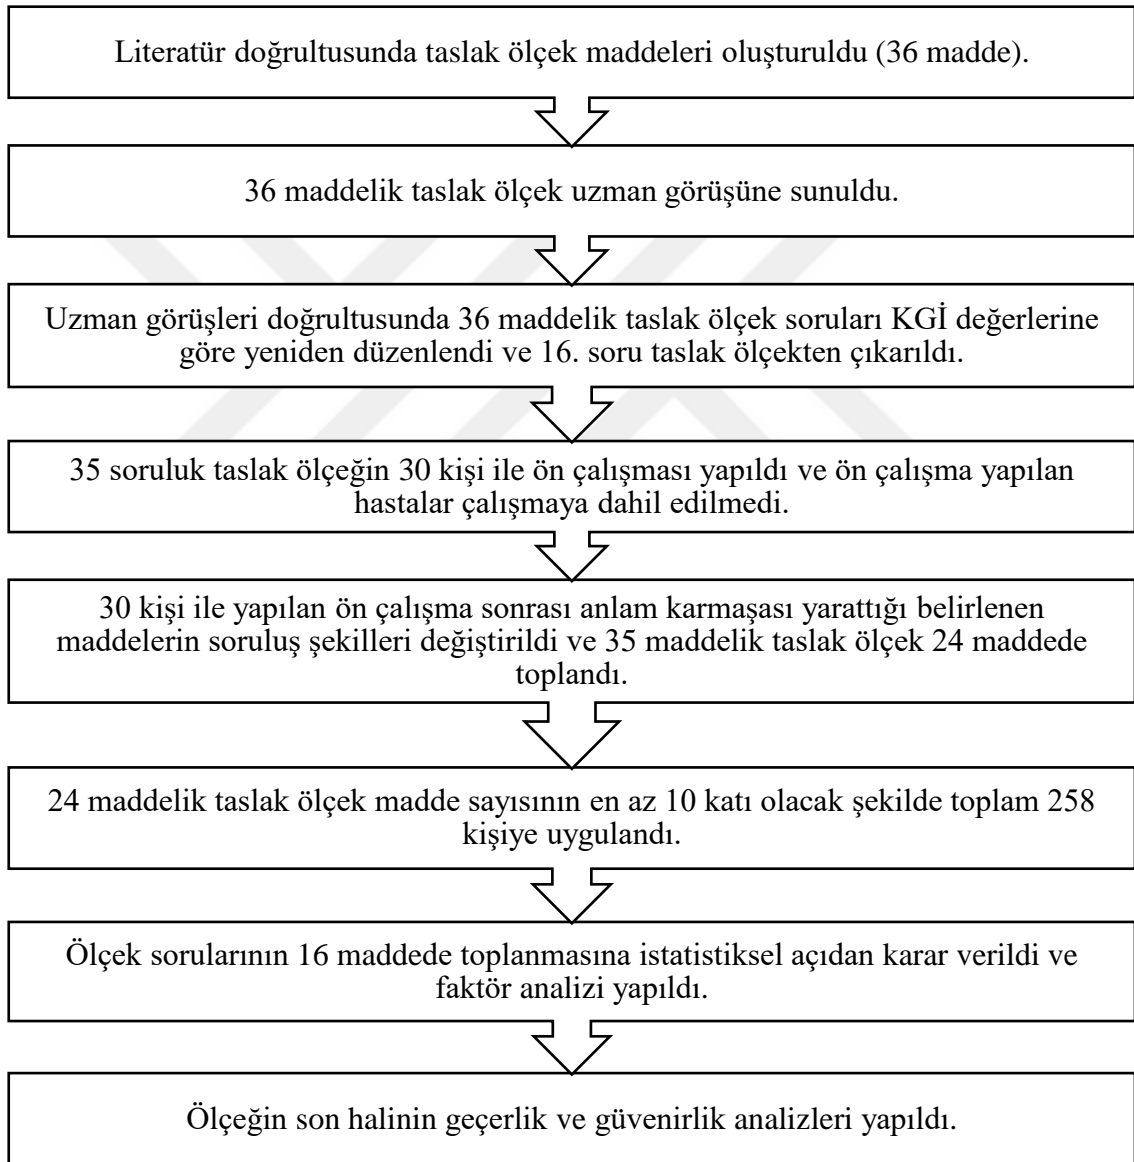 Literatür doğrultusunda taslak ölçek maddeleri oluşturuldu (36 madde).
36 maddelik taslak ölçek uzman görüşüne sunuldu.
Uzman görüşleri doğrultusunda 36 maddelik taslak ölçek soruları KGİ değerlerine
göre yeniden düzenlendi ve 16. soru taslak ölçekten çıkarıldı.
35 soruluk taslak ölçeğin 30 kişi ile ön çalışması yapıldı ve ön çalışma yapılan
hastalar çalışmaya dahil edilmedi.
30 kişi ile yapılan ön çalışma sonrası anlam karmaşası yarattığı belirlenen
maddelerin soruluş şekilleri değiştirildi ve 35 maddelik taslak ölçek 24 maddede
toplandı.
24 maddelik taslak ölçek madde sayısının en az 10 katı olacak şekilde toplam 258
kişiye uygulandı.
Ölçek sorularının 16 maddede toplanmasına istatistiksel açıdan karar verildi ve
faktör analizi yapıldı.
Ölçeğin son halinin geçerlik ve güvenirlik analizleri yapıldı.